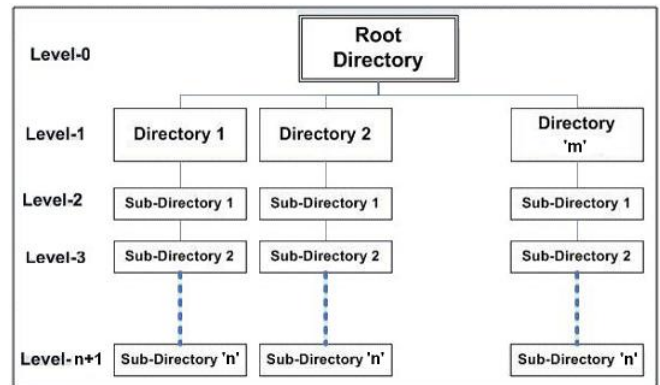 Level-0
Root
Directory
Level-1
Directory 1
Directory 2
Directory
'm'
Level-2
Sub-Directory 1
Sub-Directory 1
Sub-Directory 1
Level-3
Sub-Directory 2
Sub-Directory 2
Sub-Directory 2
Level-n+1
Sub-Directory 'n'
Sub-Directory 'n'
Sub-Directory 'n'